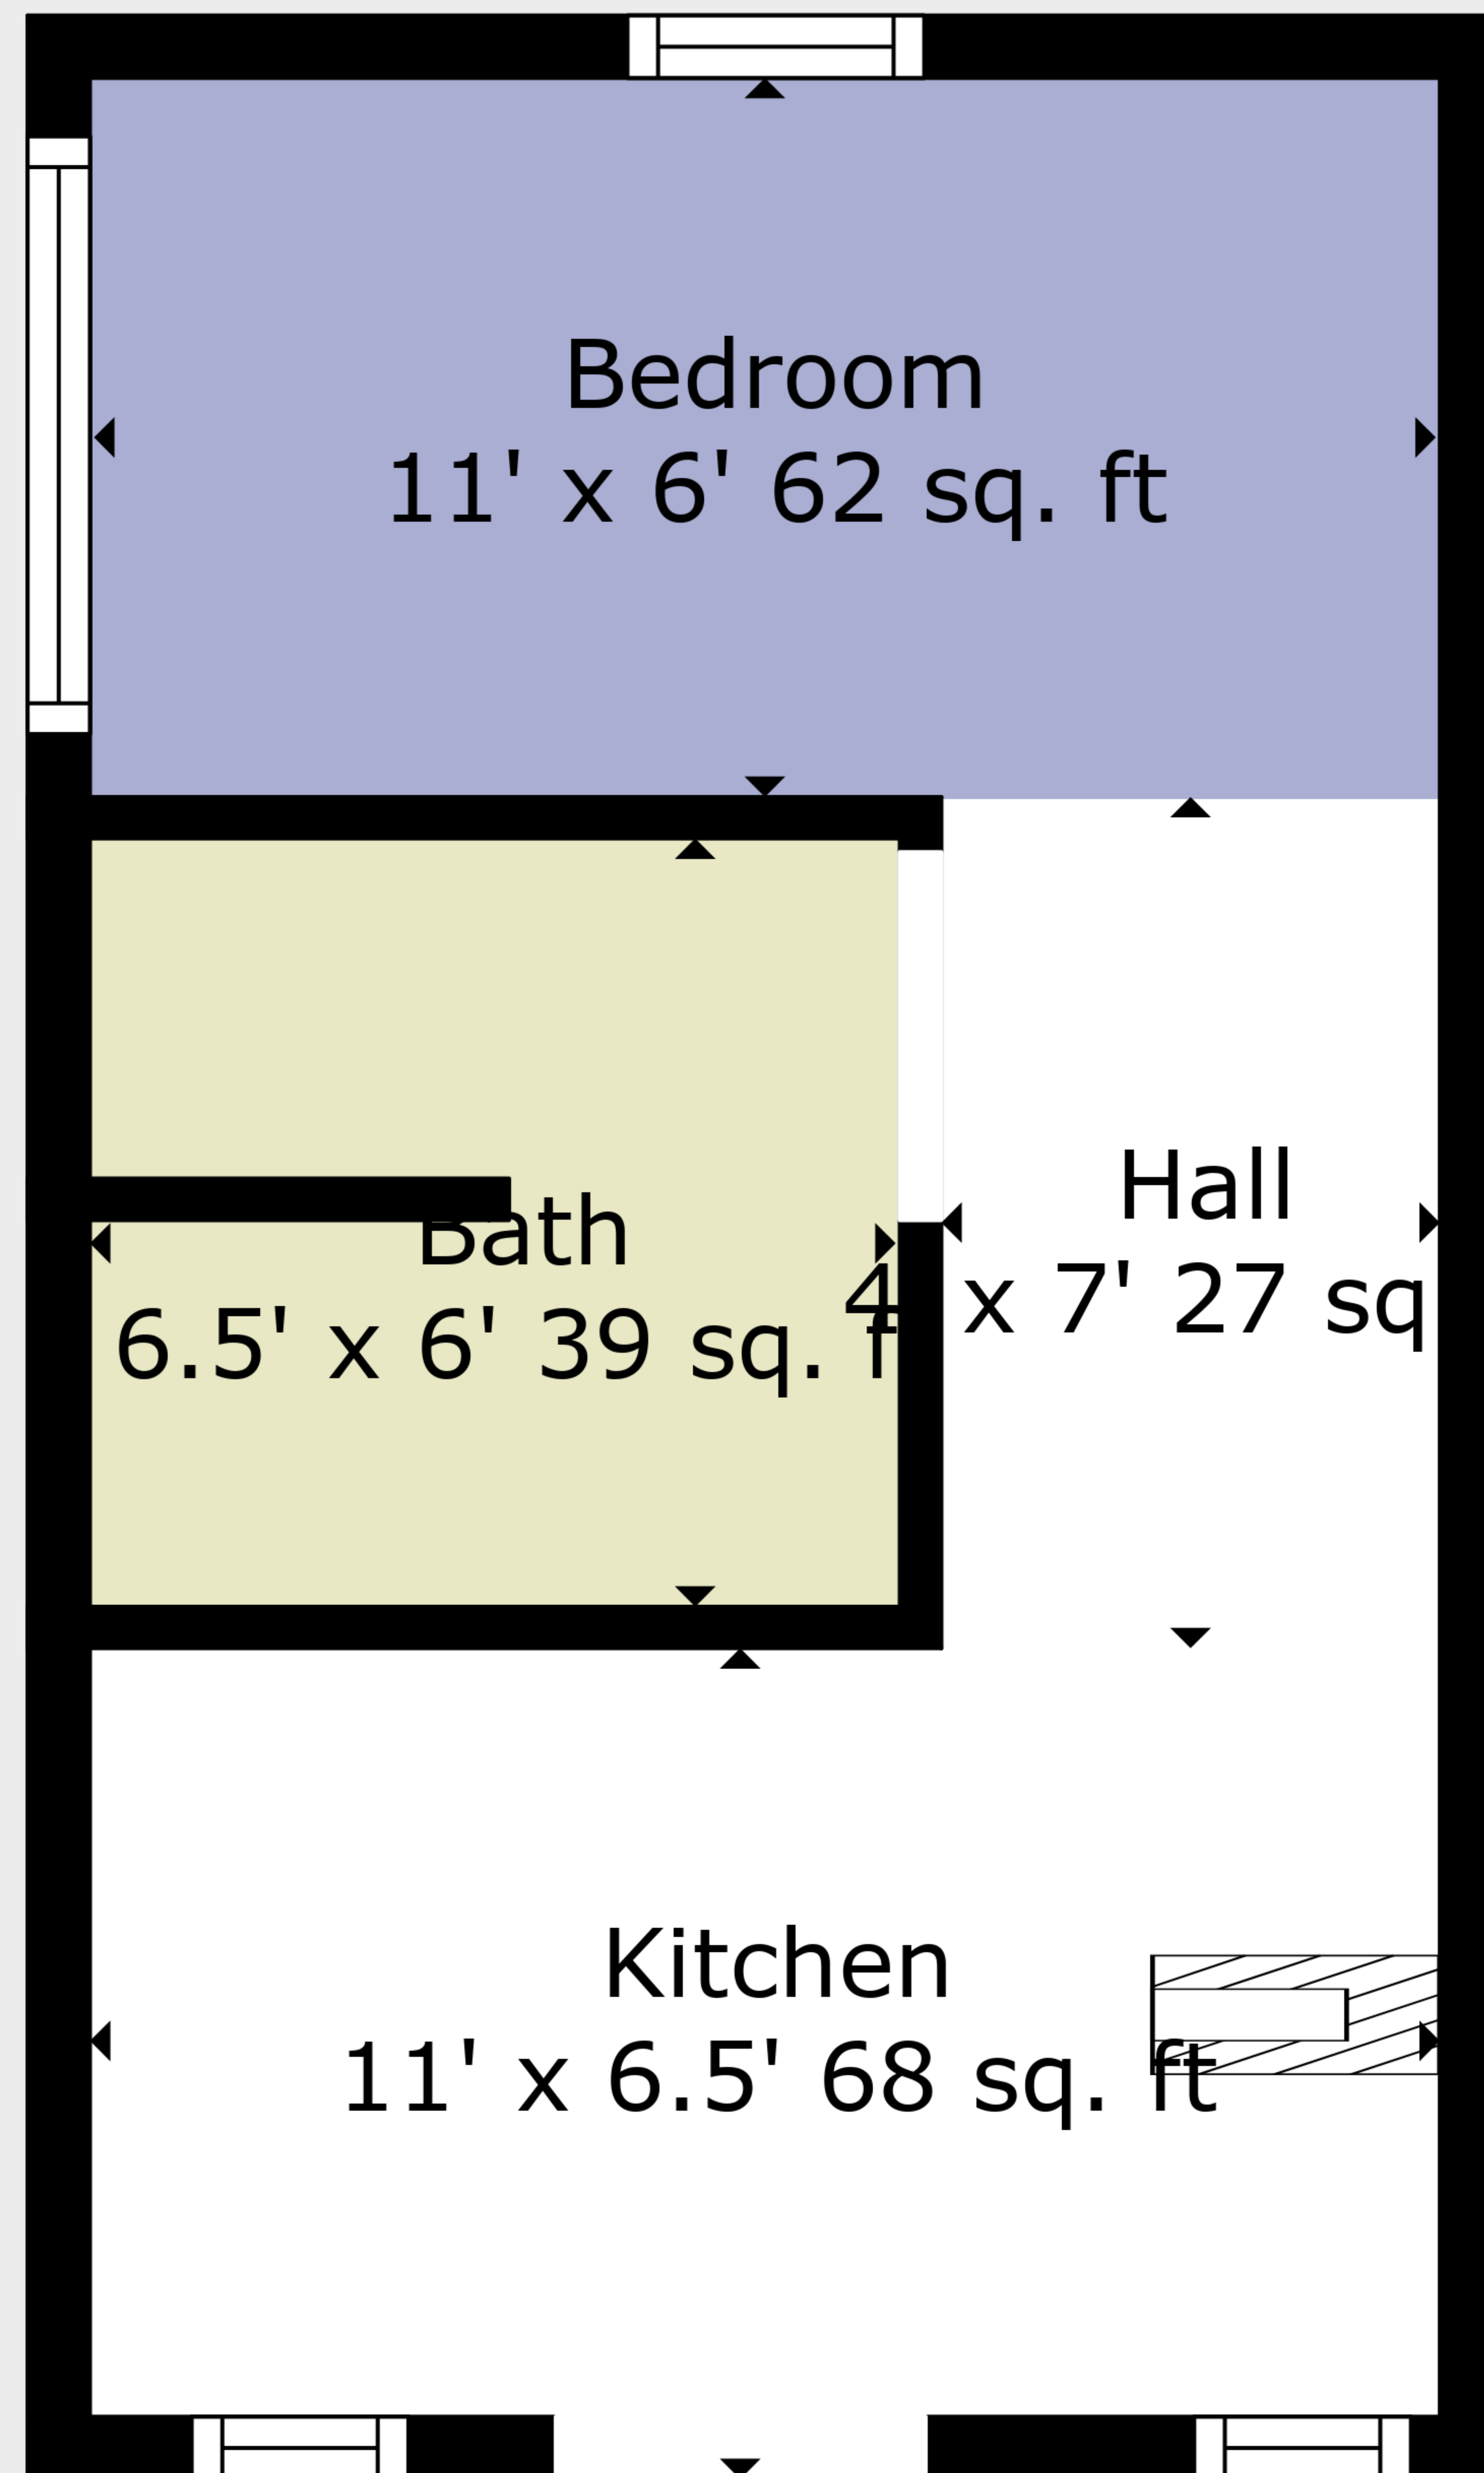 Bedroom
11' x 6' 62 sq. ft
Hall
4 x 7' 27 sq
Bath
6.5' x 6' 39 sq. f
Kitchen
11' x 6.5' 68 sq. ft